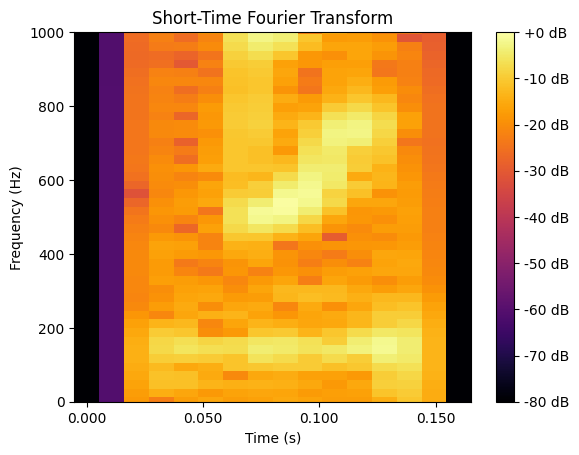 Short-Time Fourier Transform
1000
800
600
400
200
0
Frequency (Hz)
0.000
0.050
0.100
0.150
Time (s)
+0 dB
-10 dB
-20 dB
-30 dB
-40 dB
-50 dB
-60 dB
-70 dB
-80 dB